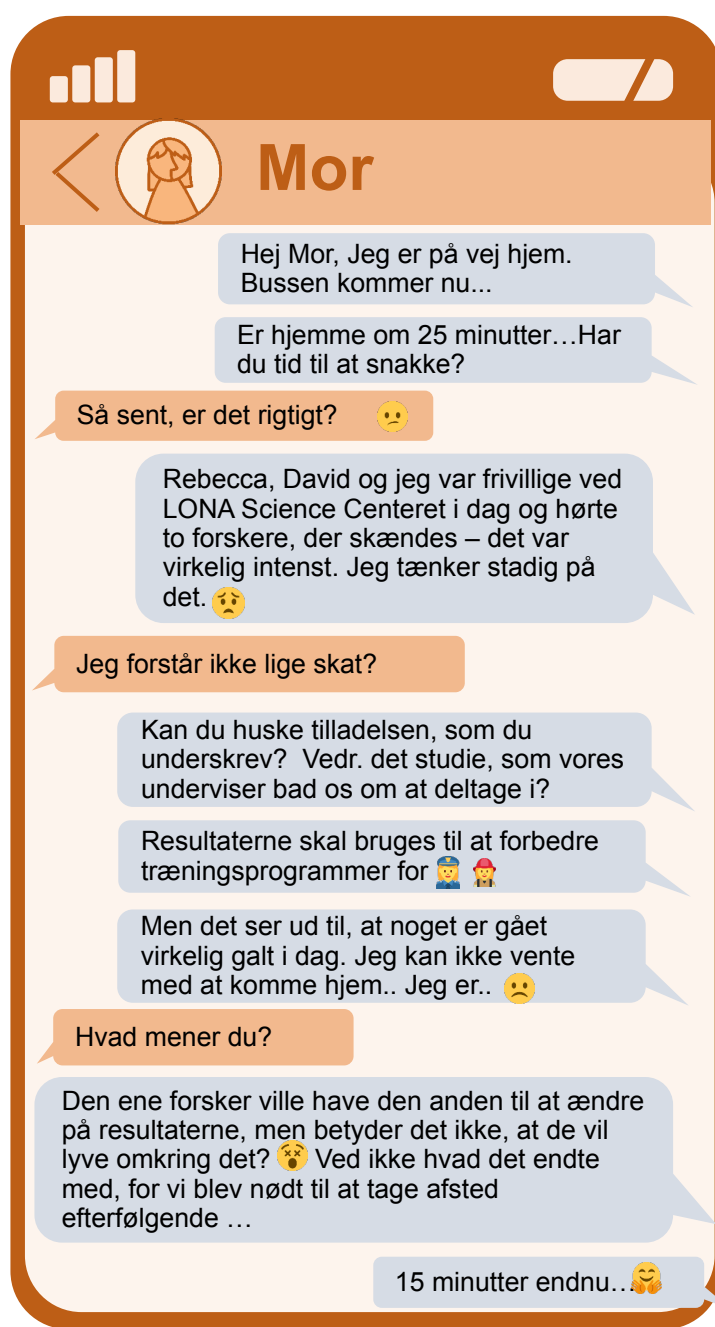 Mor
Hej Mor, Jeg er på vej hjem.
Bussen kommer nu...
Er hjemme om 25 minutter…Har
du tid til at snakke?
Så sent, er det rigtigt? 😕
Rebecca, David og jeg var frivillige ved
LONA Science Centeret i dag og hørte
to forskere, der skændes – det var
virkelig intenst. Jeg tænker stadig på
det. 😟
Jeg forstår ikke lige skat?
Kan du huske tilladelsen, som du
underskrev?  Vedr. det studie, som vores
underviser bad os om at deltage i?
Resultaterne skal bruges til at forbedre
træningsprogrammer for 👮‍♀️ 👩‍🚒
Men det ser ud til, at noget er gået
virkelig galt i dag. Jeg kan ikke vente
med at komme hjem.. Jeg er.. 🙁
Hvad mener du?
Den ene forsker ville have den anden til at ændre
på resultaterne, men betyder det ikke, at de vil
lyve omkring det? 😵 Ved ikke hvad det endte
med, for vi blev nødt til at tage afsted
efterfølgende …
15 minutter endnu…🤗